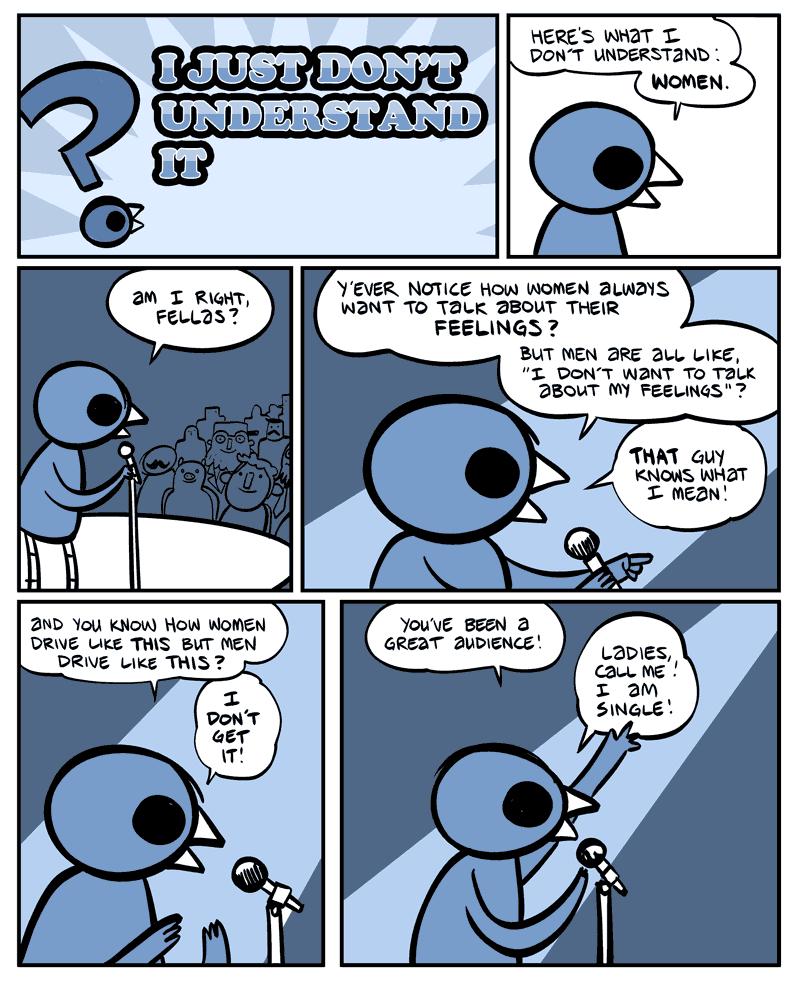 I JUST DON'T
UNDERSTAND
IT
?
HERE'S WHAT I
DON'T UNDERSTAND:
WOMEN.
AM I RIGHT,
FELLAS?
Y'EVER NOTICE HOW WOMEN ALWAYS
WANT TO TALK ABOUT THEIR
FEELINGS?
BUT MEN ARE ALL LIKE,
"I DON'T WANT TO TALK
ABOUT MY FEELINGS"?
THAT GUY
KNOWS WHAT
I MEAN!
AND YOU KNOW HOW WOMEN
DRIVE LIKE THIS BUT MEN
DRIVE LIKE THIS?
I
DON'T
GET
IT!
YOU'VE BEEN A
GREAT AUDIENCE!
LADIES,
CALL ME!
I AM
SINGLE!